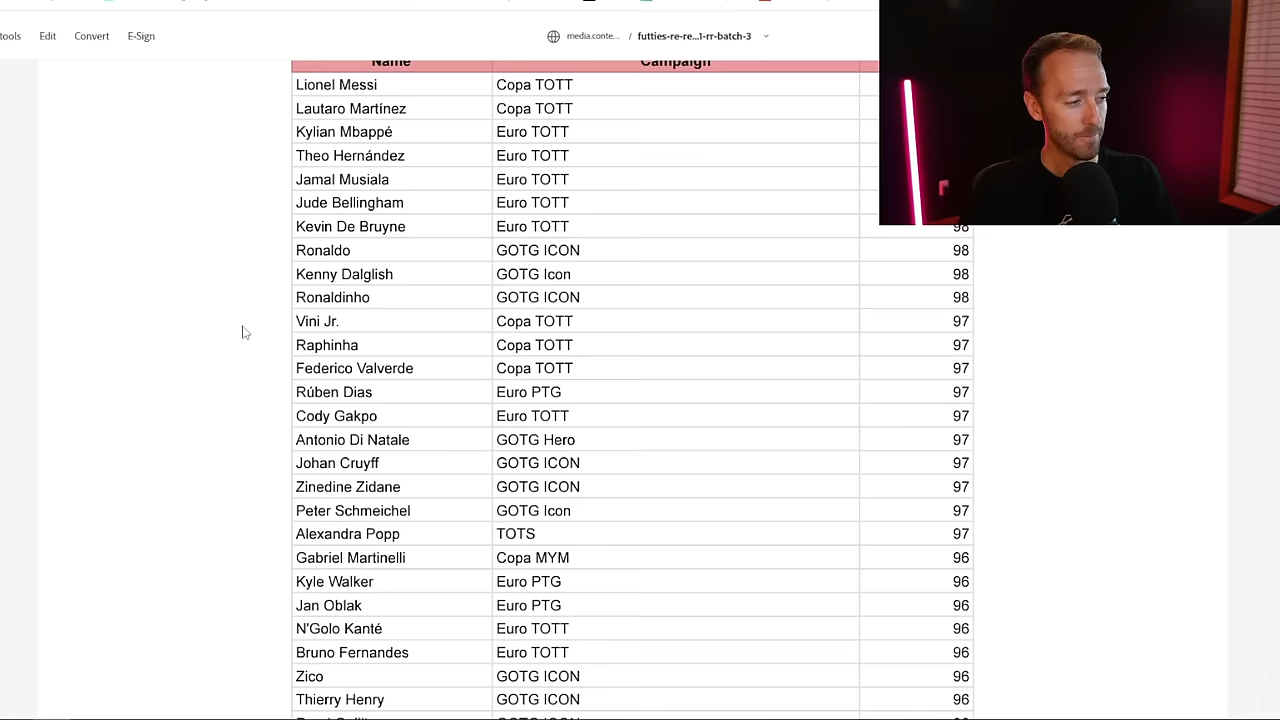 tools Edit Convert E-Sign media.conte... / futties-re-re...1-rr-batch-3
Name Campaign
Lionel Messi Copa TOTT
Lautaro Martínez Copa TOTT
Kylian Mbappé Euro TOTT
Theo Hernández Euro TOTT
Jamal Musiala Euro TOTT
Jude Bellingham Euro TOTT
Kevin De Bruyne Euro TOTT 98
Ronaldo GOTG ICON 98
Kenny Dalglish GOTG Icon 98
Ronaldinho GOTG ICON 98
Vini Jr. Copa TOTT 97
Raphinha Copa TOTT 97
Federico Valverde Copa TOTT 97
Rúben Dias Euro PTG 97
Cody Gakpo Euro TOTT 97
Antonio Di Natale GOTG Hero 97
Johan Cruyff GOTG ICON 97
Zinedine Zidane GOTG ICON 97
Peter Schmeichel GOTG Icon 97
Alexandra Popp TOTS 97
Gabriel Martinelli Copa MYM 96
Kyle Walker Euro PTG 96
Jan Oblak Euro PTG 96
N'Golo Kanté Euro TOTT 96
Bruno Fernandes Euro TOTT 96
Zico GOTG ICON 96
Thierry Henry GOTG ICON 96